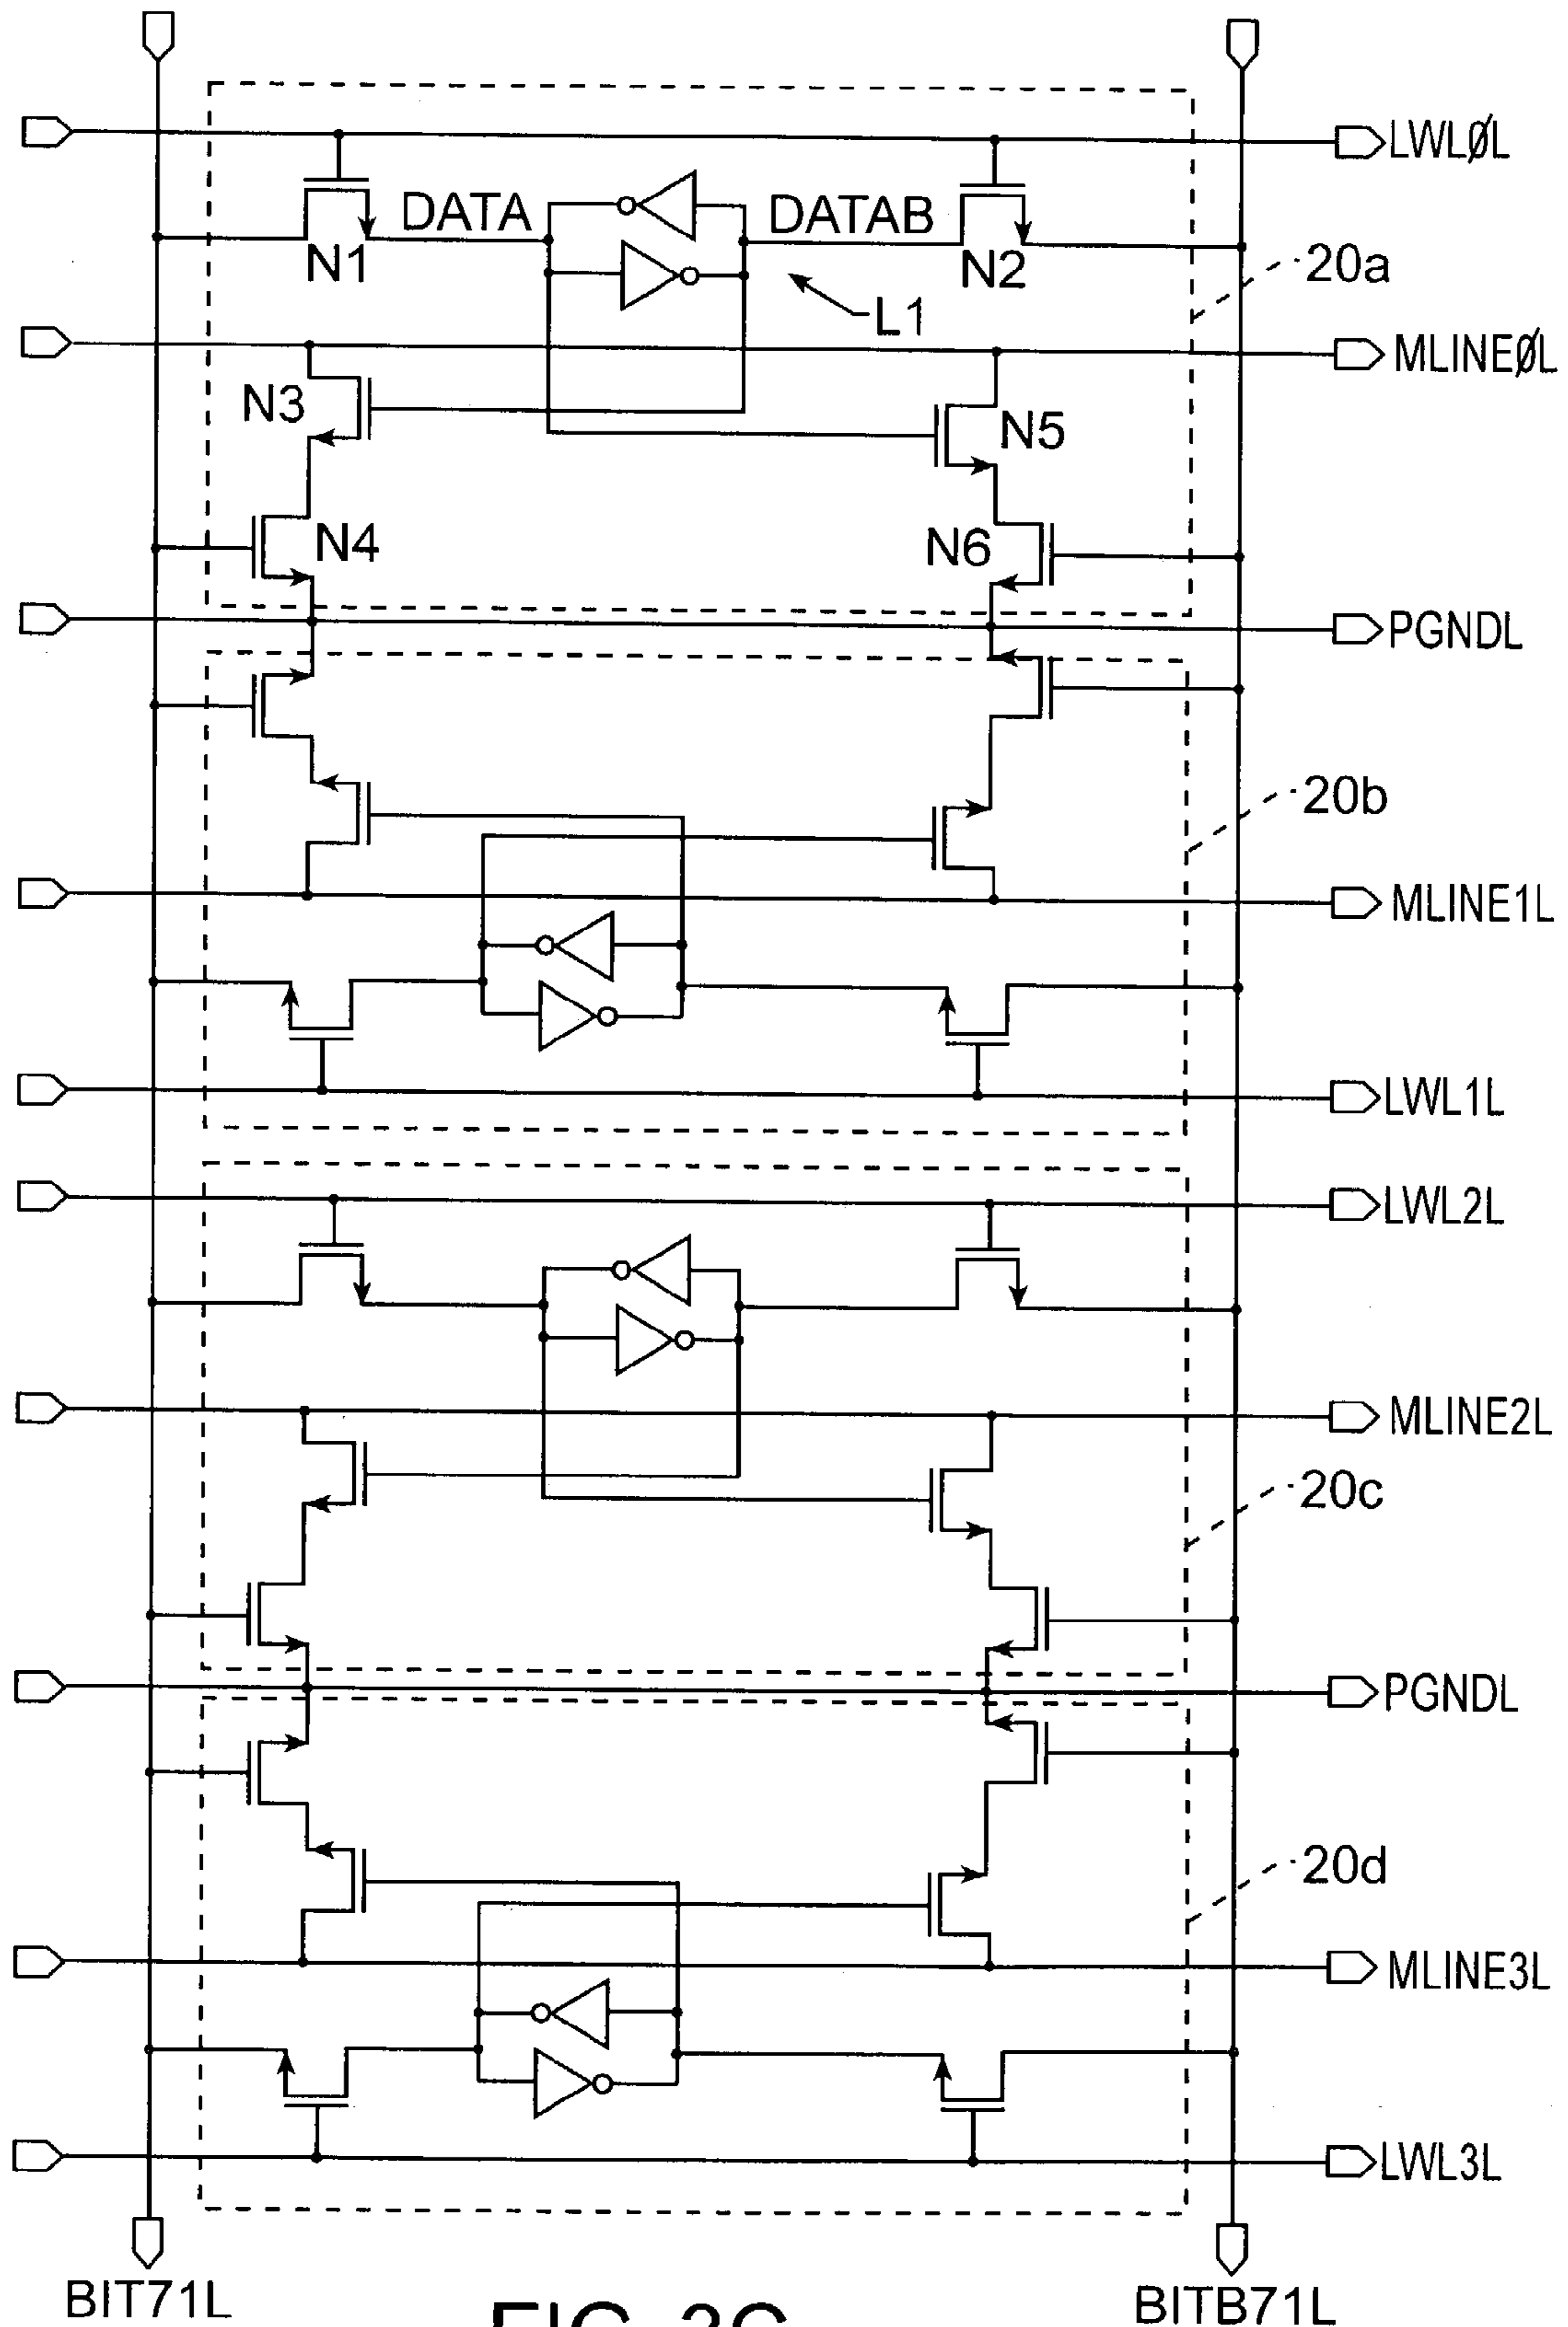 LWLØL
DATA
DATAB
N1
N2
20a
L1
MLINEØL
N3
N5
N4
N6
PGNDL
20b
MLINE1L
LWL1L
LWL2L
MLINE2L
20c
PGNDL
20d
MLINE3L
LWL3L
BIT71L
BITB71L